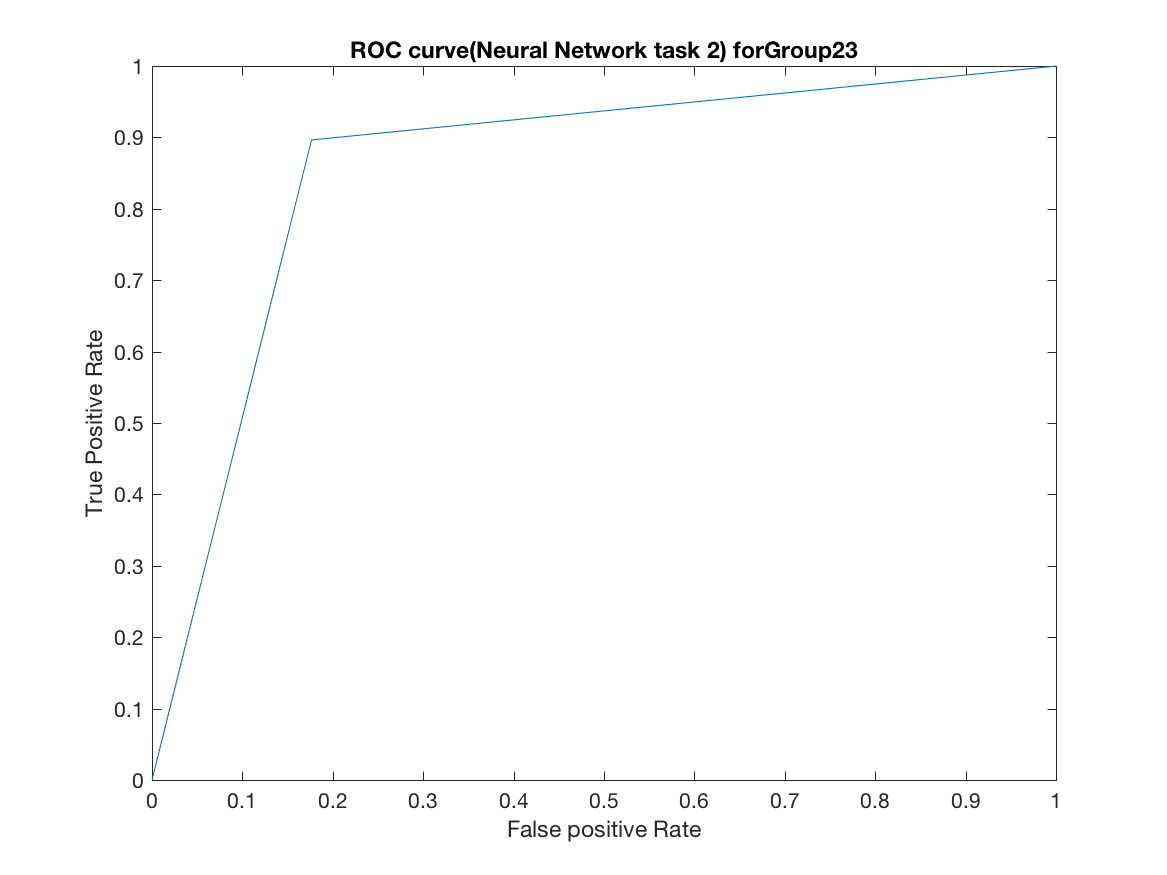 ROC curve(Neural Network task 2) forGroup23
1
0.9
0.8
0.7
0.6
0.5
0.4
0.3
0.2
0.1
0
True Positive Rate
0 0.1 0.2 0.3 0.4 0.5 0.6 0.7 0.8 0.9 1
False positive Rate